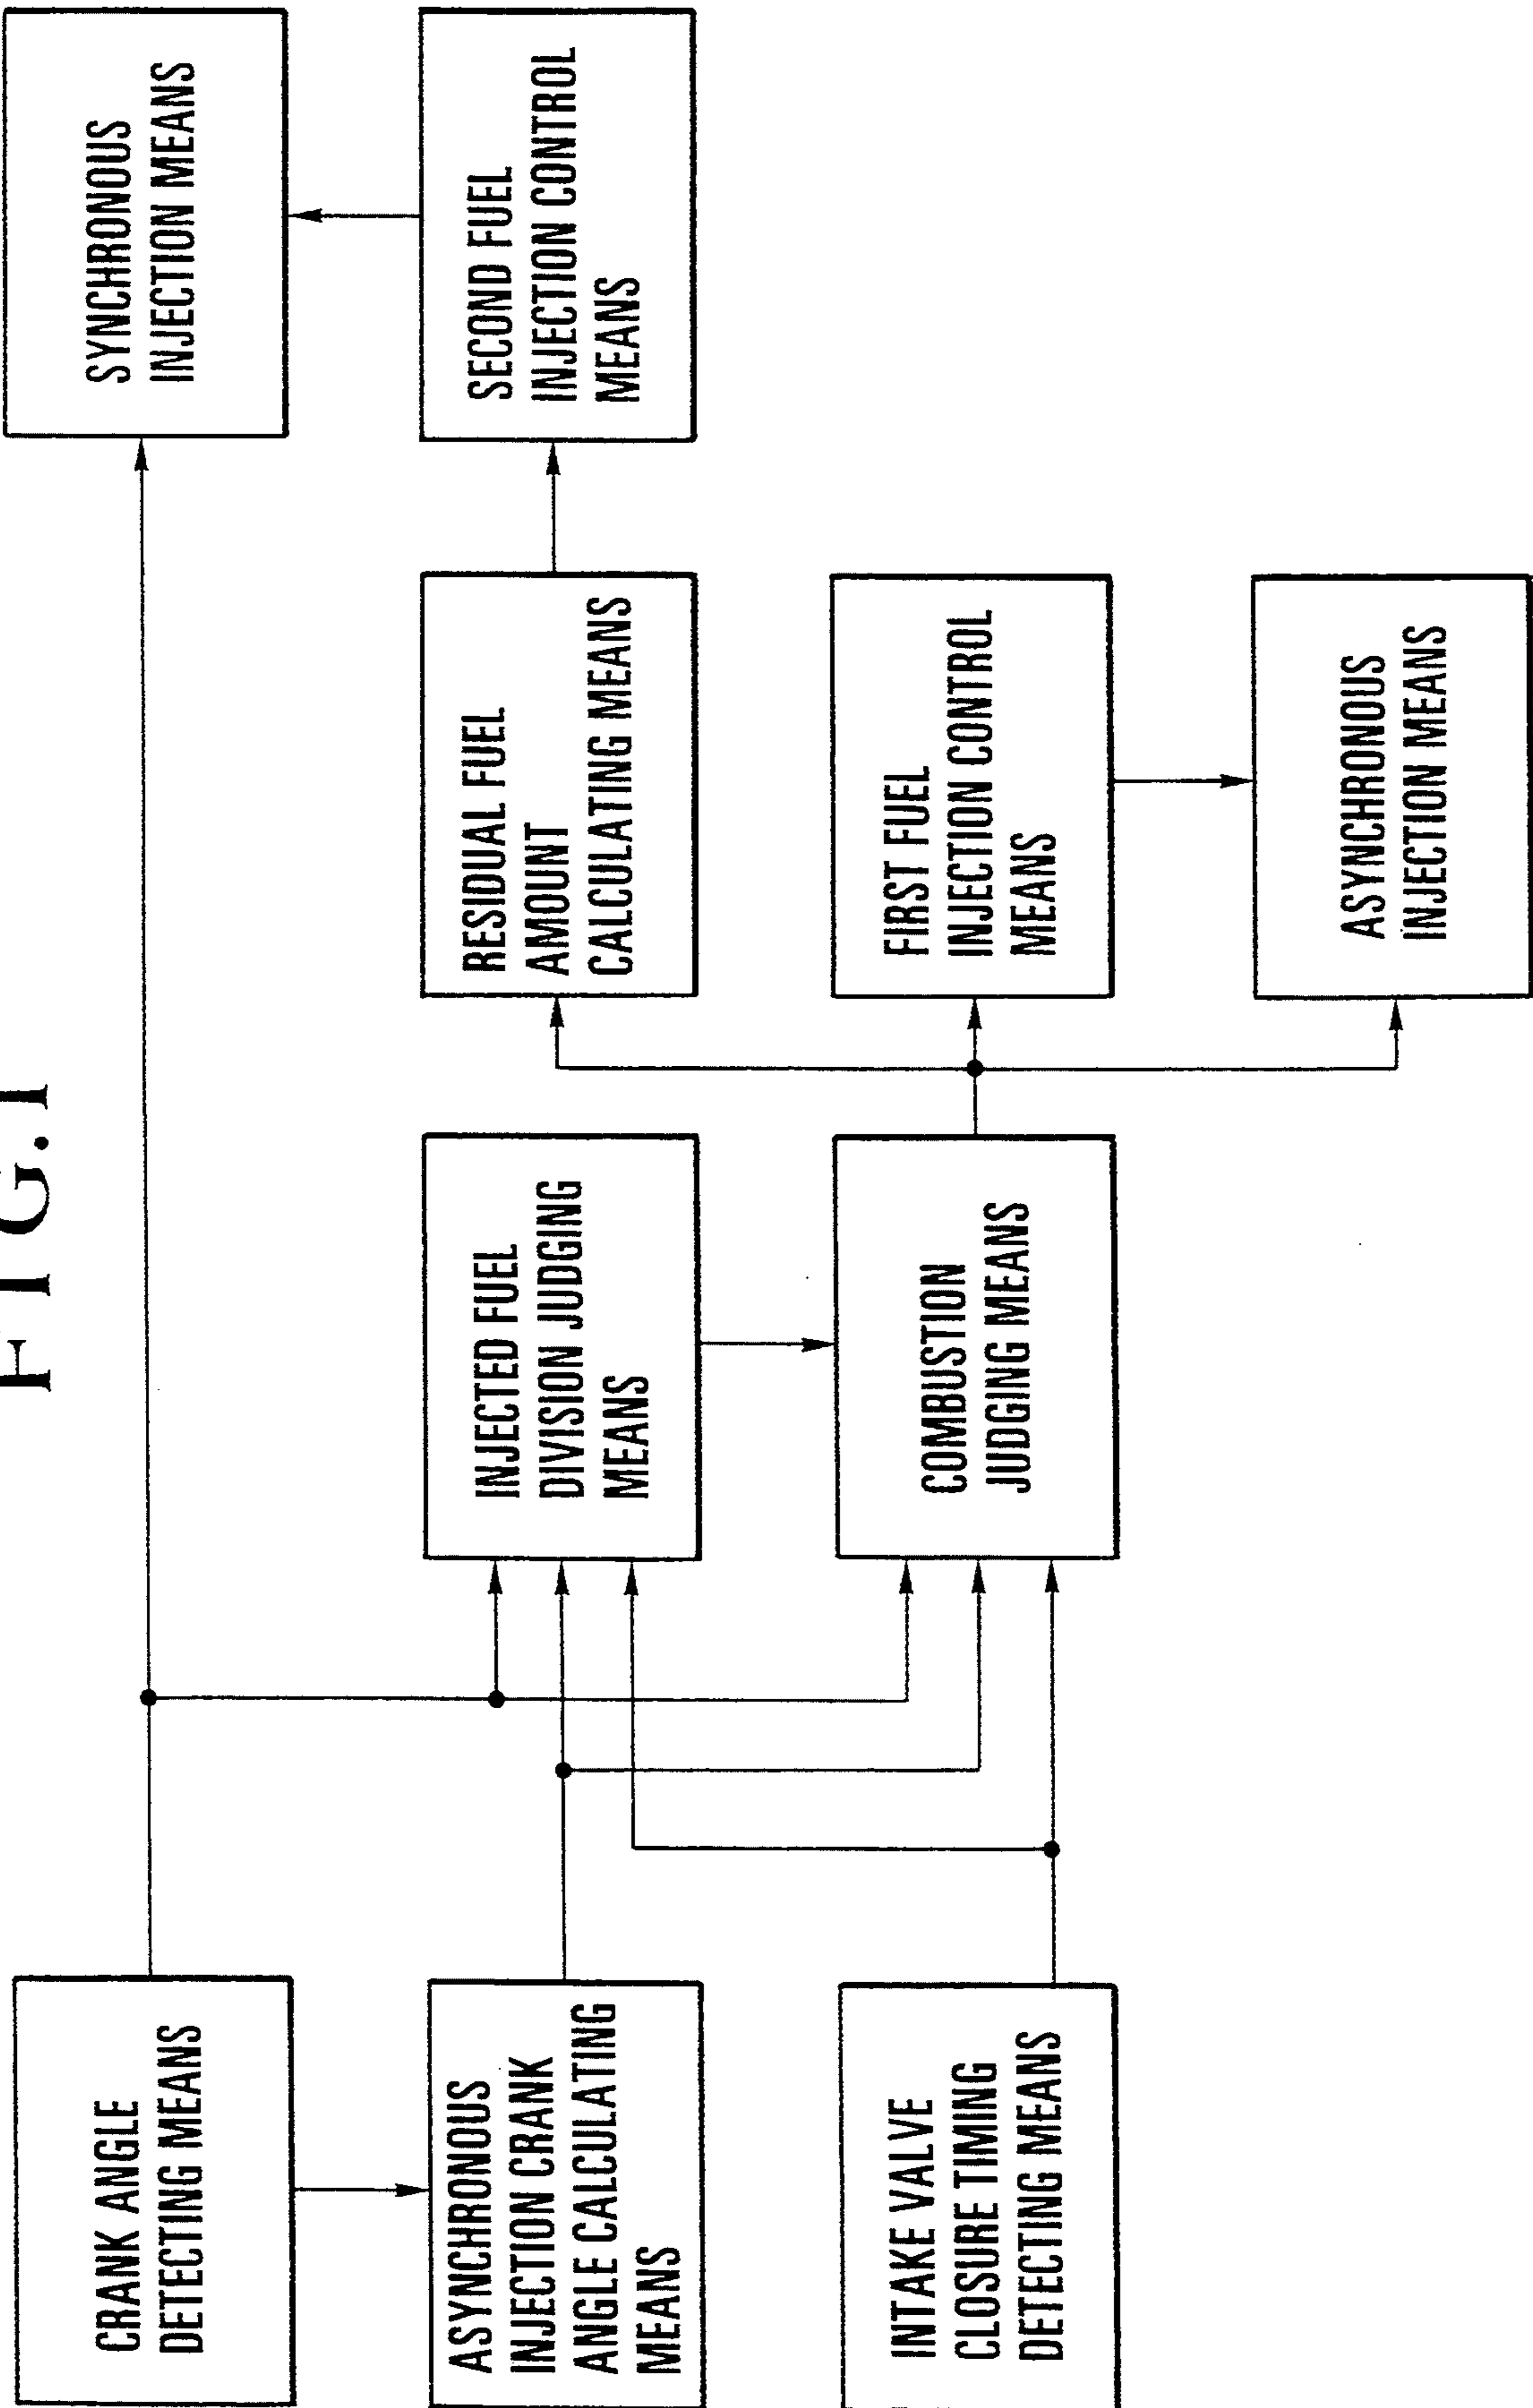 FIG.1
CRANK ANGLE
DETECTING MEANS
ASYNCHRONOUS
INJECTION CRANK
ANGLE CALCULATING
MEANS
INTAKE VALVE
CLOSURE TIMING
DETECTING MEANS
INJECTED FUEL
DIVISION JUDGING
MEANS
COMBUSTION
JUDGING MEANS
RESIDUAL FUEL
AMOUNT
CALCULATING MEANS
FIRST FUEL
INJECTION CONTROL
MEANS
ASYNCHRONOUS
INJECTION MEANS
SYNCHRONOUS
INJECTION MEANS
SECOND FUEL
INJECTION CONTROL
MEANS